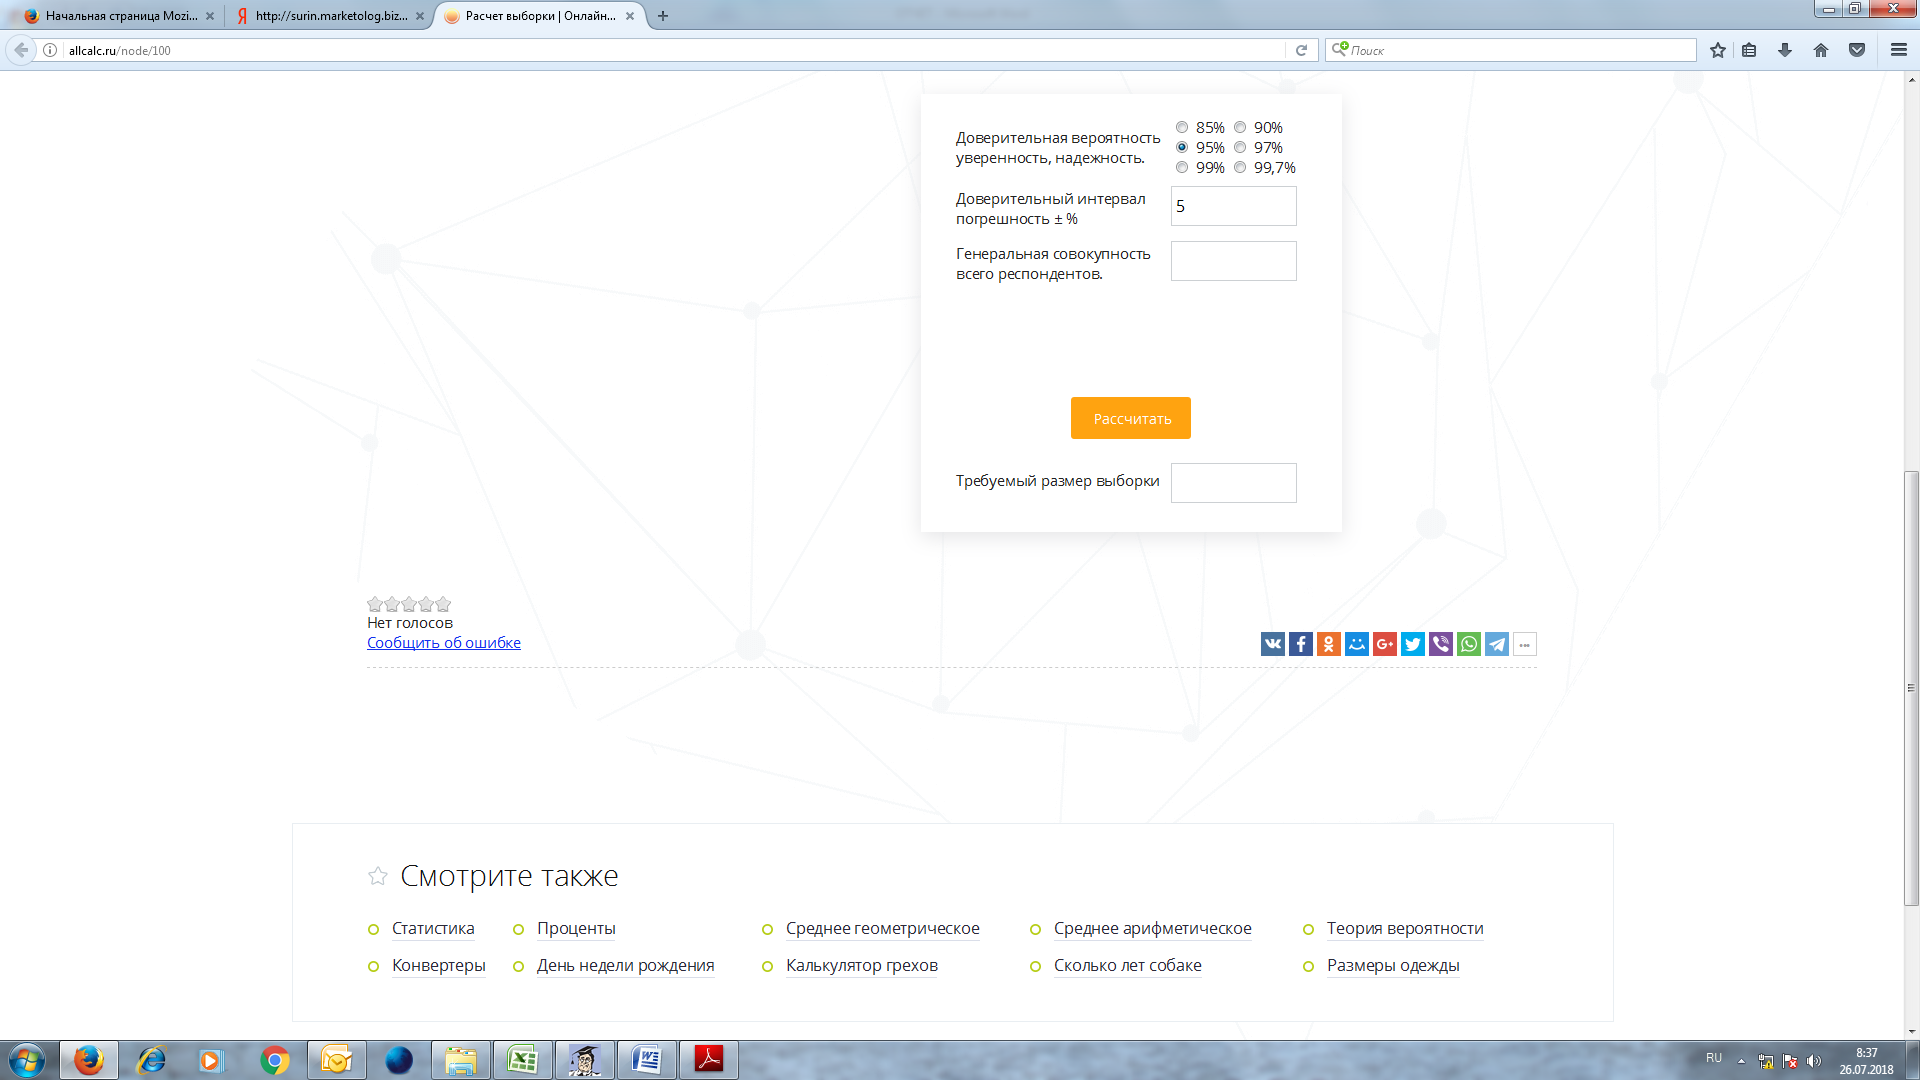 Начальная страница Mozi...
http://surin.marketolog.biz...
Расчет выборки | Онлайн...
allcalc.ru/node/100
Поиск
Доверительная вероятность
уверенность, надежность.
85% 90%
95% 97%
99% 99,7%
Доверительный интервал
погрешность ± %
5
Генеральная совокупность
всего респондентов.
Рассчитать
Требуемый размер выборки
Нет голосов
Сообщить об ошибке
Смотрите также
Статистика Проценты Среднее геометрическое Среднее арифметическое Теория вероятности
Конвертеры День недели рождения Калькулятор грехов Сколько лет собаке Размеры одежды
RU
8:37
26.07.2018